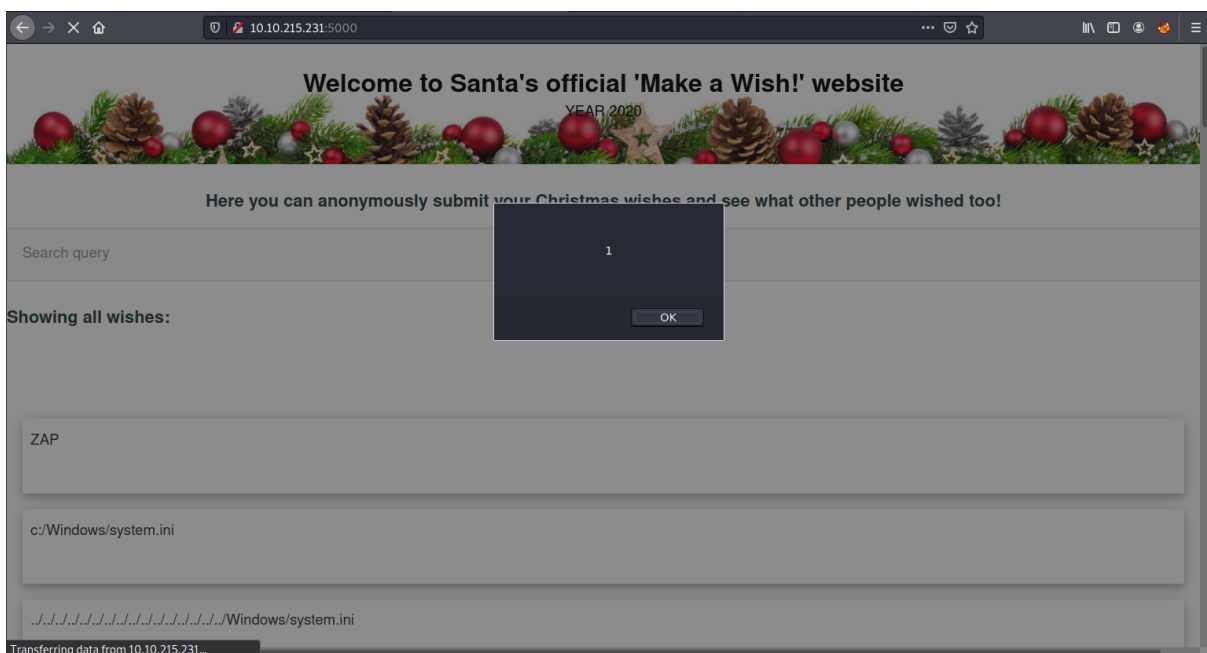 10.10.215.231:5000
Welcome to Santa's official 'Make a Wish!' website
YEAR 2020
Here you can anonymously submit your Christmas wishes and see what other people wished too!
1
OK
Search query
Showing all wishes:
ZAP
c:/Windows/system.ini
../../../../../../../../../../../../../../../../Windows/system.ini
Transferring data from 10.10.215.231...